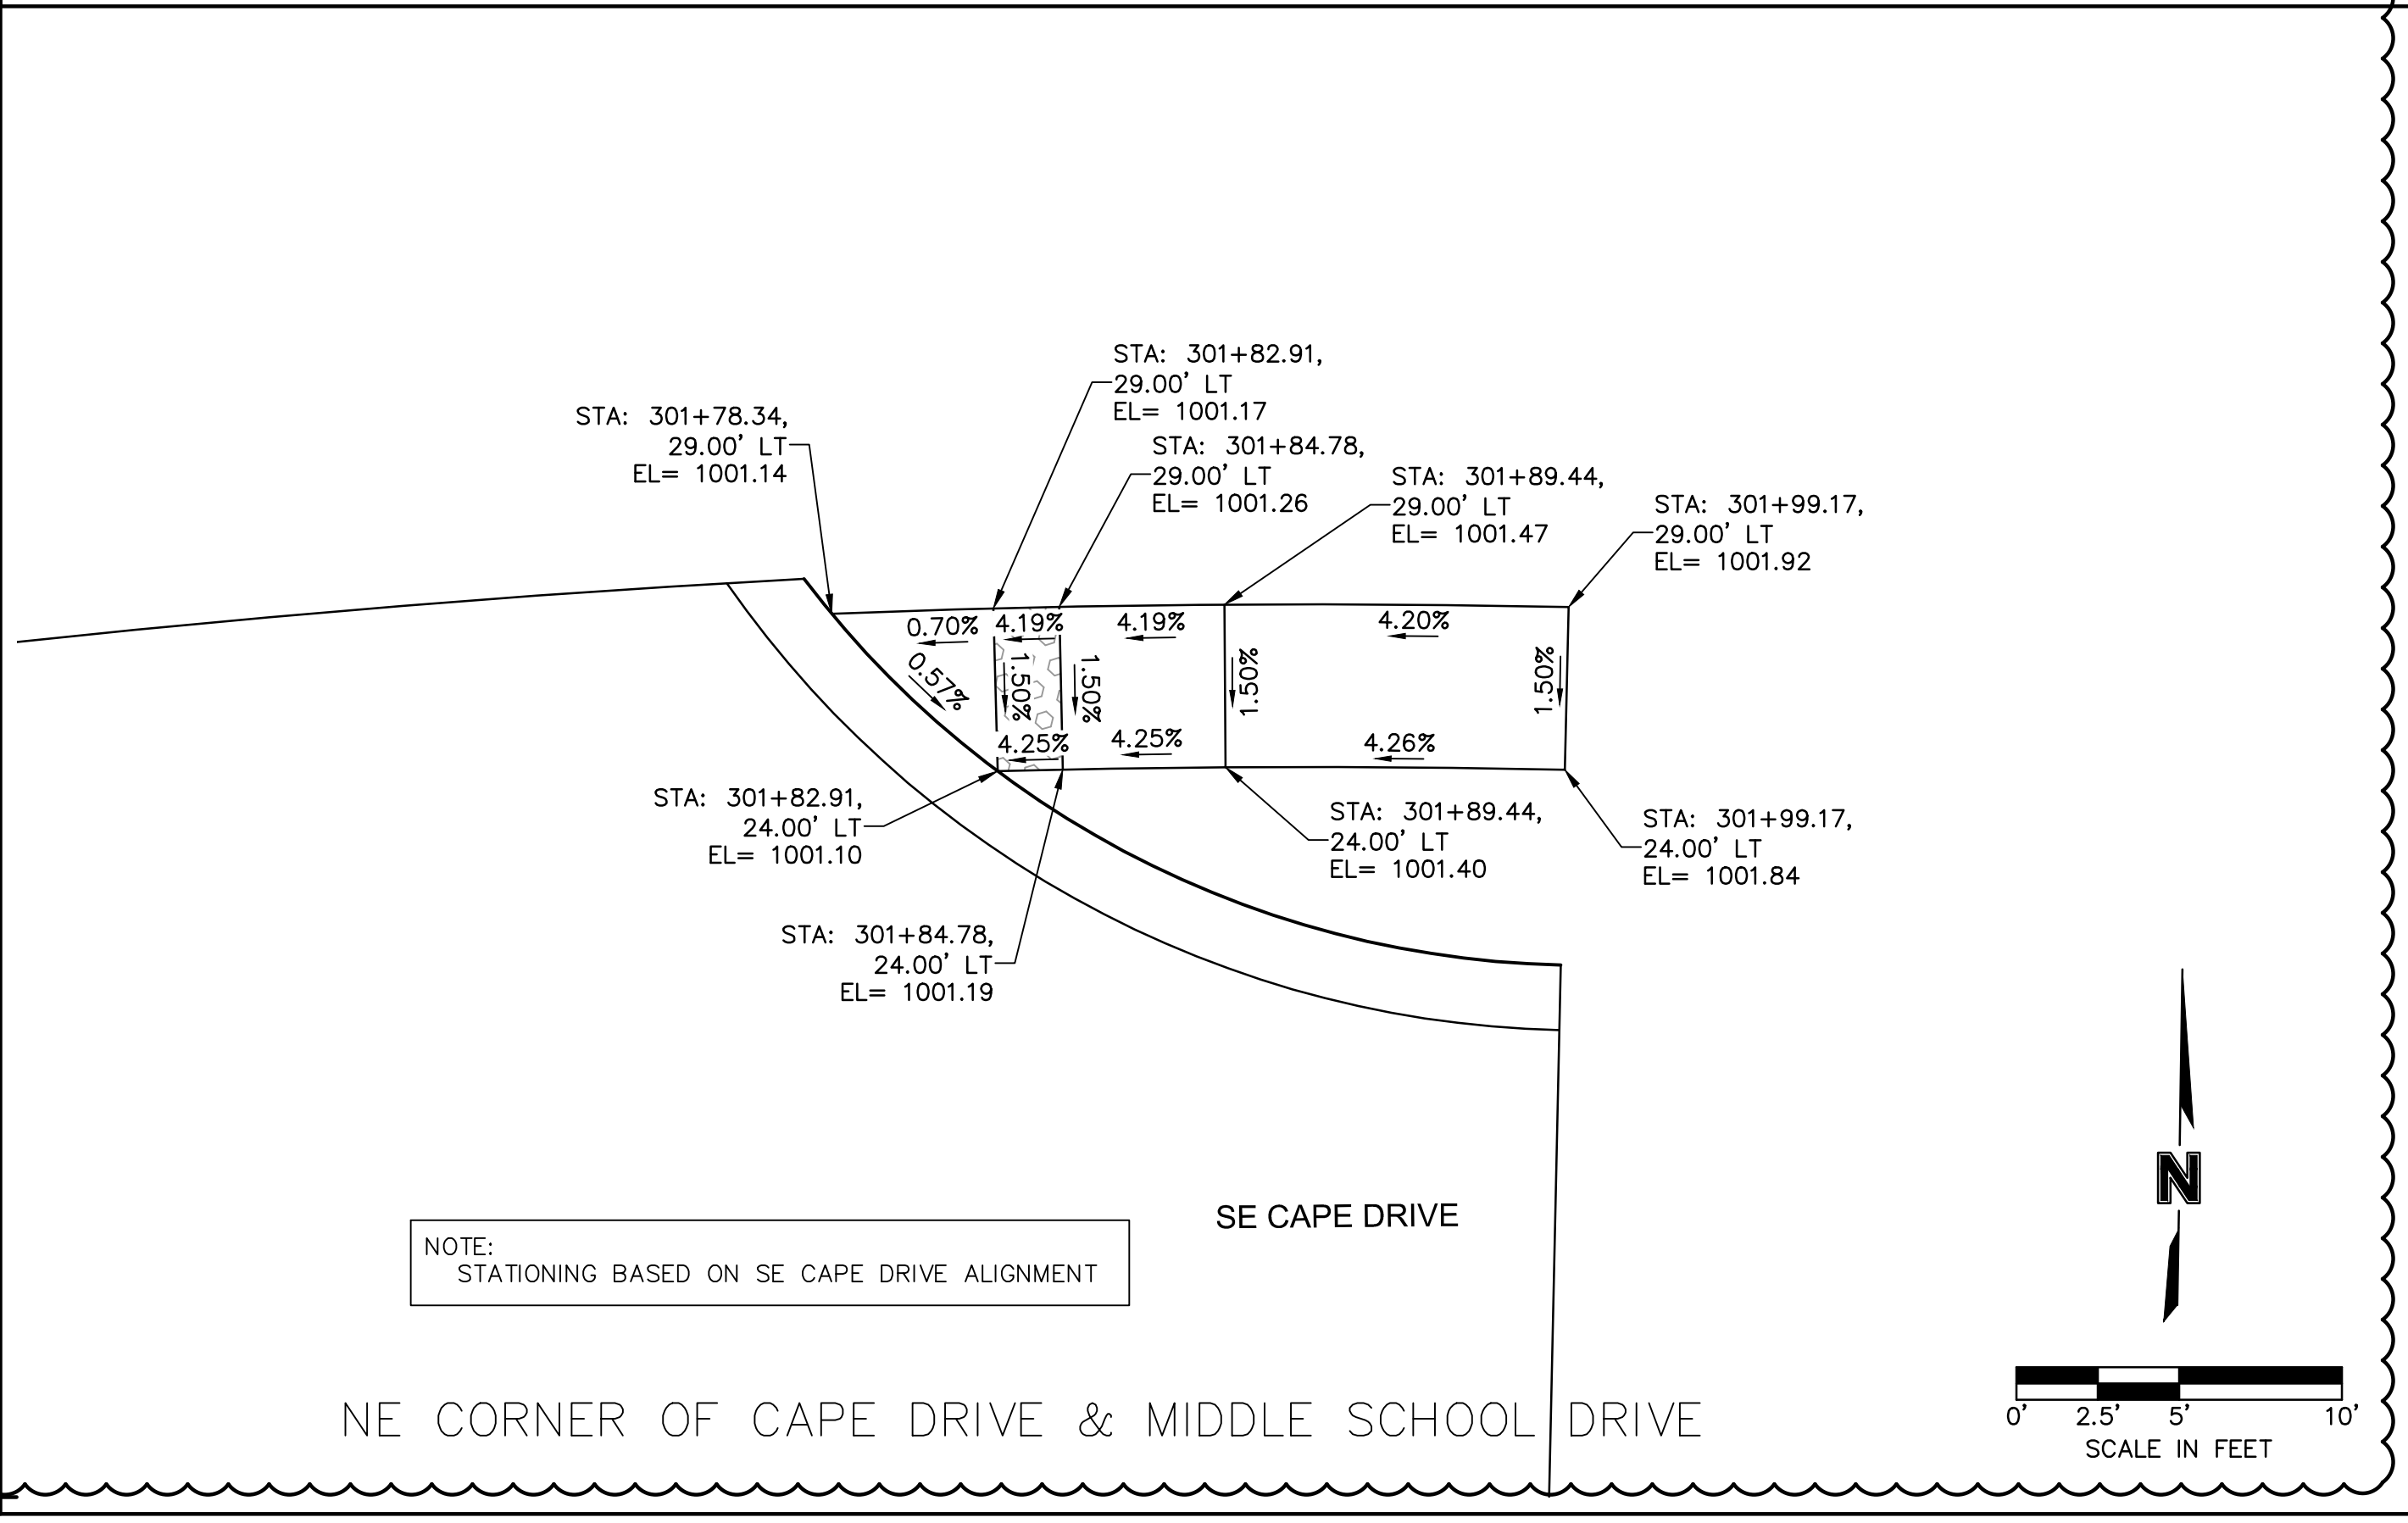 STA: 301+82.91,
29.00' LT
EL= 1001.17
STA: 301+78.34,
29.00' LT
EL= 1001.14
STA: 301+84.78,
29.00' LT
EL= 1001.26
STA: 301+89.44,
29.00' LT
EL= 1001.47
STA: 301+99.17,
29.00' LT
EL= 1001.92
0.70%
4.19%
4.19%
4.20%
0.57%
1.50%
1.50%
1.50%
1.50%
4.25%
4.25%
4.26%
STA: 301+82.91,
24.00' LT
EL= 1001.10
STA: 301+89.44,
24.00' LT
EL= 1001.40
STA: 301+99.17,
24.00' LT
EL= 1001.84
STA: 301+84.78,
24.00' LT
EL= 1001.19
N
SE CAPE DRIVE
NOTE:
STATIONING BASED ON SE CAPE DRIVE ALIGNMENT
NE CORNER OF CAPE DRIVE & MIDDLE SCHOOL DRIVE
0' 2.5' 5' 10'
SCALE IN FEET